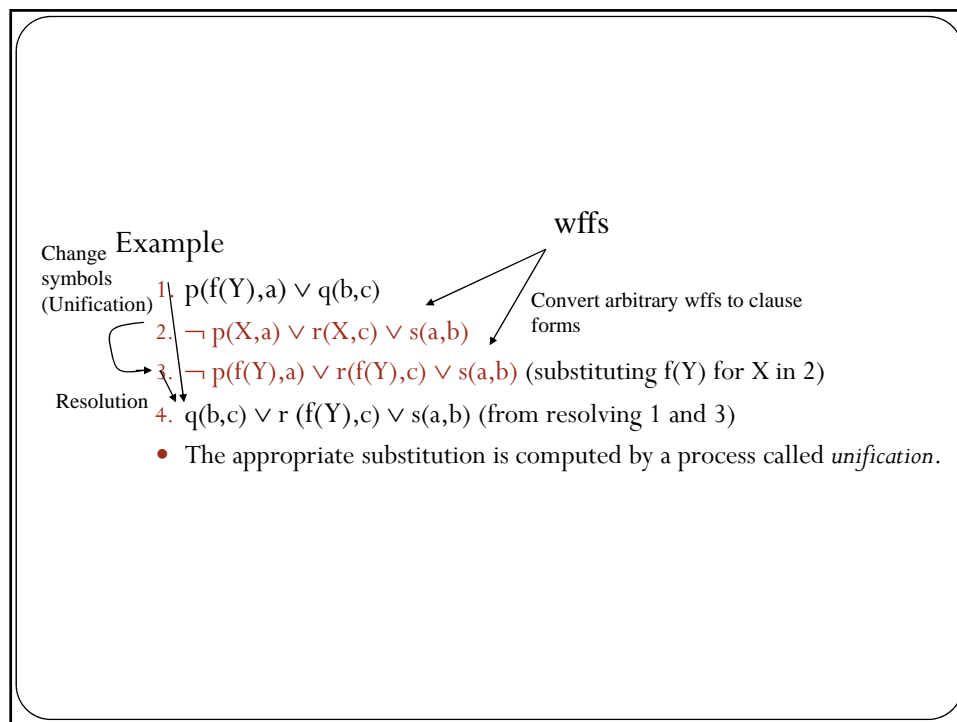 wffs
Example
Change
symbols
(Unification)
1. p(f(Y),a) ∨ q(b,c)
Convert arbitrary wffs to clause
forms
2. ¬ p(X,a) ∨ r(X,c) ∨ s(a,b)
3. ¬ p(f(Y),a) ∨ r(f(Y),c) ∨ s(a,b) (substituting f(Y) for X in 2)
Resolution
4. q(b,c) ∨ r (f(Y),c) ∨ s(a,b) (from resolving 1 and 3)
• The appropriate substitution is computed by a process called unification.